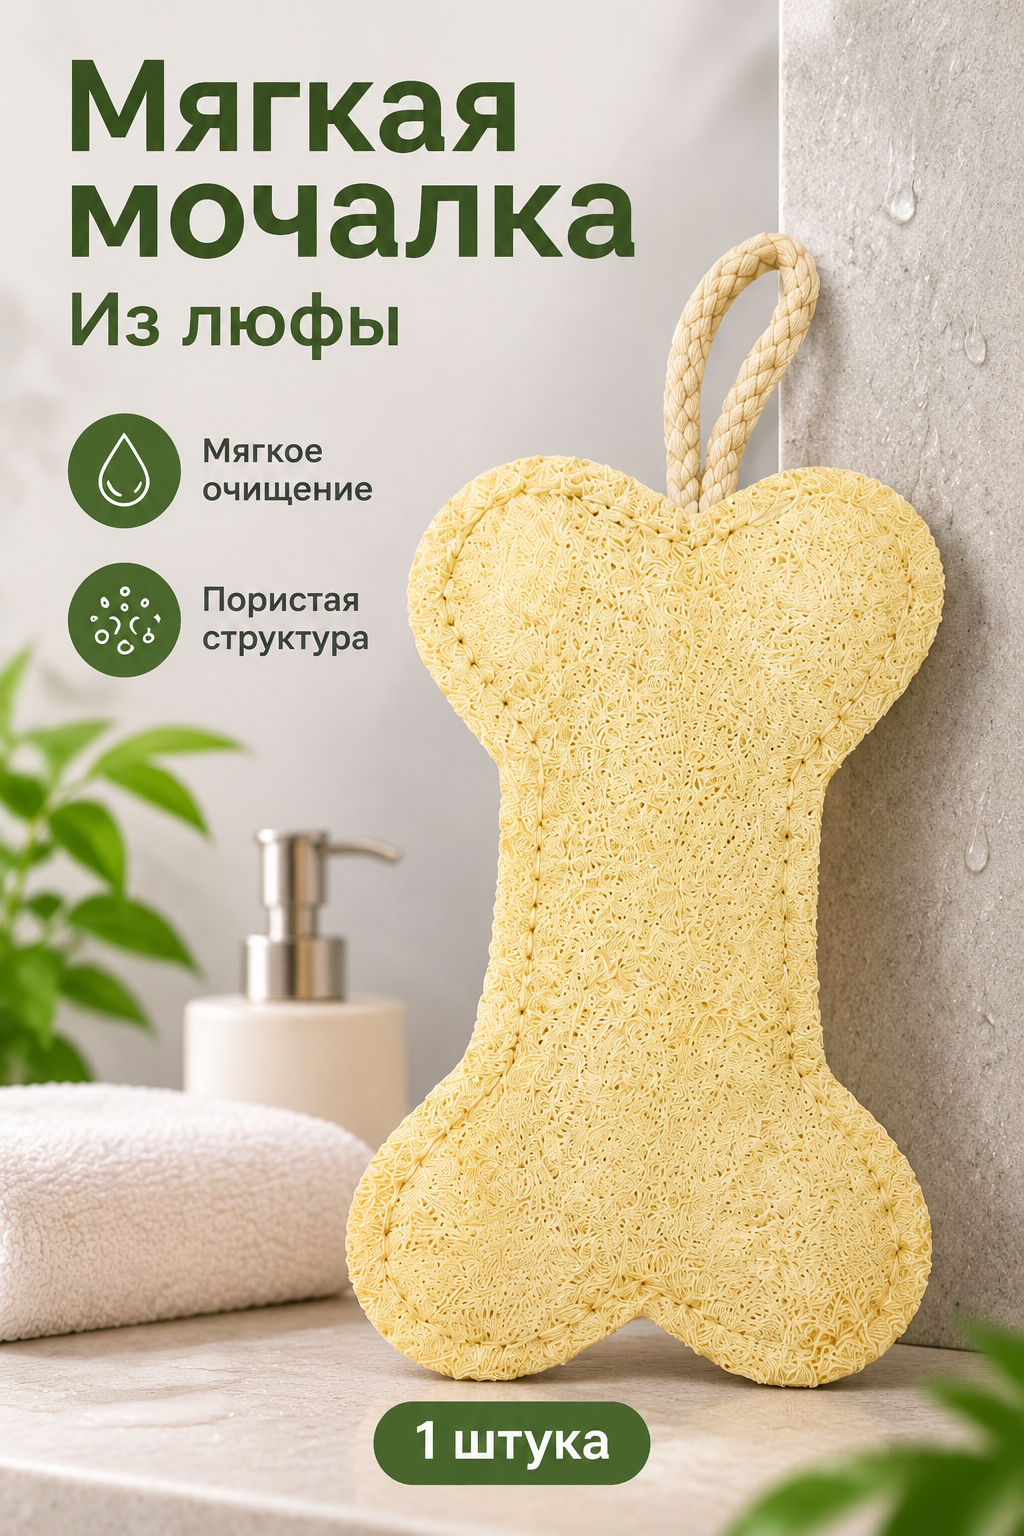 Мягкая
мочалка
Из люфы
Мягкое
очищение
Пористая
структура
1 штука